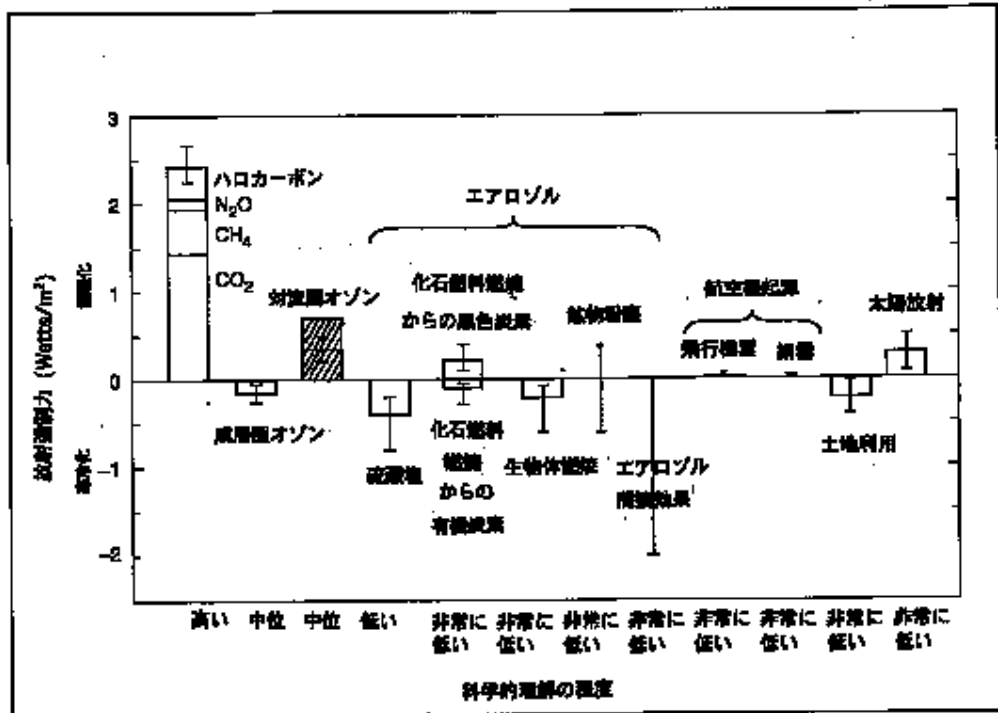 3
2
1
0
-1
-2
放射強制力 (Watts/m²)
温暖化
寒冷化
ハロカーボン
N₂O
CH₄
CO₂
対流圏オゾン
成層圏オゾン
エアロゾル
硫酸塩
化石燃料燃焼
からの黒色炭素
化石燃料
燃焼
からの
有機炭素
生物体燃焼
鉱物粉塵
エアロゾル
間接効果
航空機起源
飛行機雲
絹雲
土地利用
太陽放射
高い 中位 中位 低い 非常に 非常に 非常に 非常に 非常に 非常に 非常に 非常に
低い 低い 低い 低い 低い 低い 低い 低い
科学的理解の程度